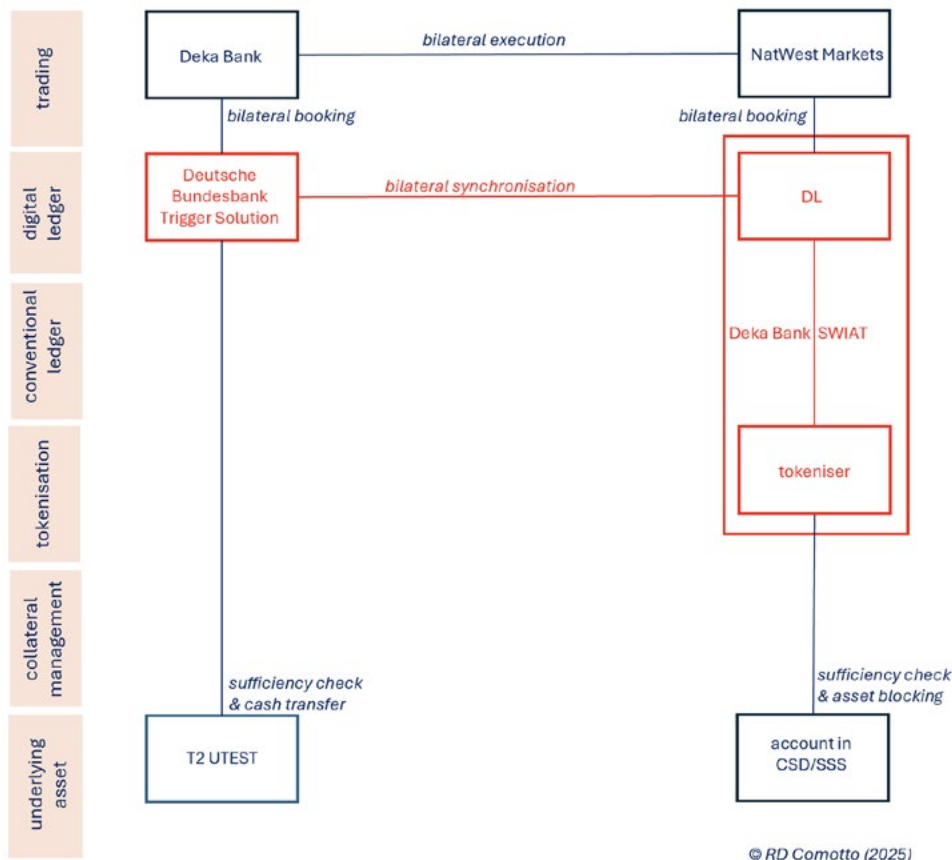 trading
Deka Bank
bilateral execution
NatWest Markets
bilateral booking
bilateral booking
digital
ledger
Deutsche
Bundesbank
Trigger Solution
bilateral synchronisation
DL
conventional
ledger
Deka Bank SWIAT
tokenisation
tokeniser
collateral
management
sufficiency check
& cash transfer
sufficiency check
& asset blocking
underlying
asset
T2 UTEST
account in
CSD/SSS
© RD Comotto (2025)